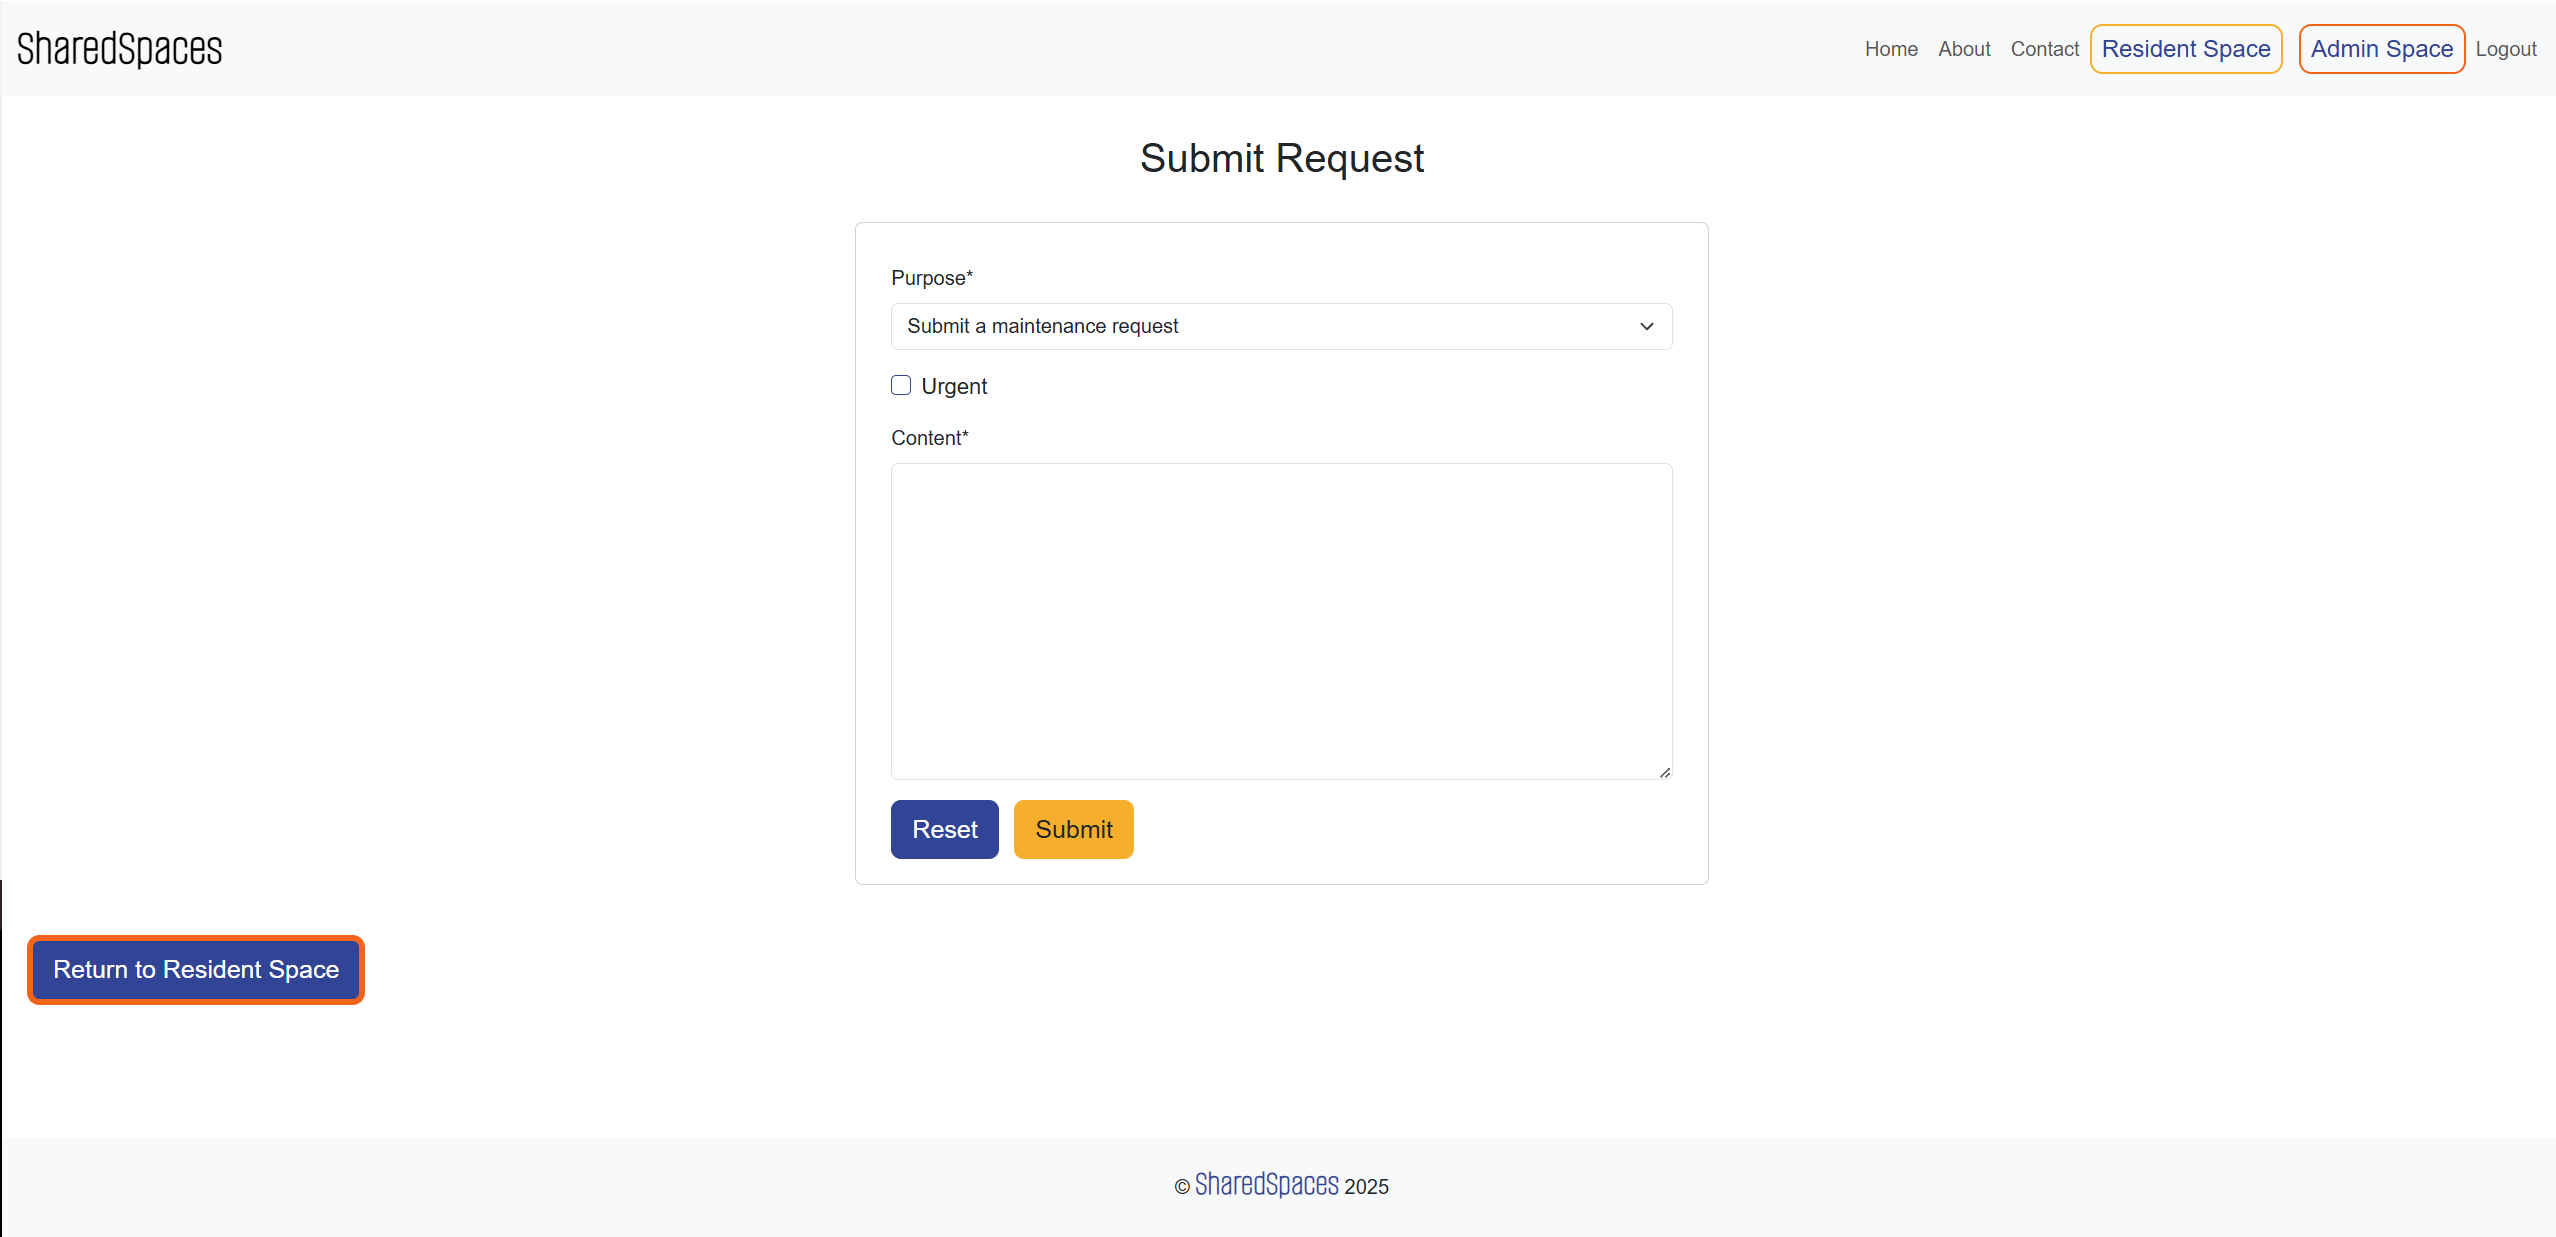 SharedSpaces
Home About Contact Resident Space Admin Space Logout
Submit Request
Purpose*
Submit a maintenance request
Urgent
Content*
Reset Submit
Return to Resident Space
© SharedSpaces 2025